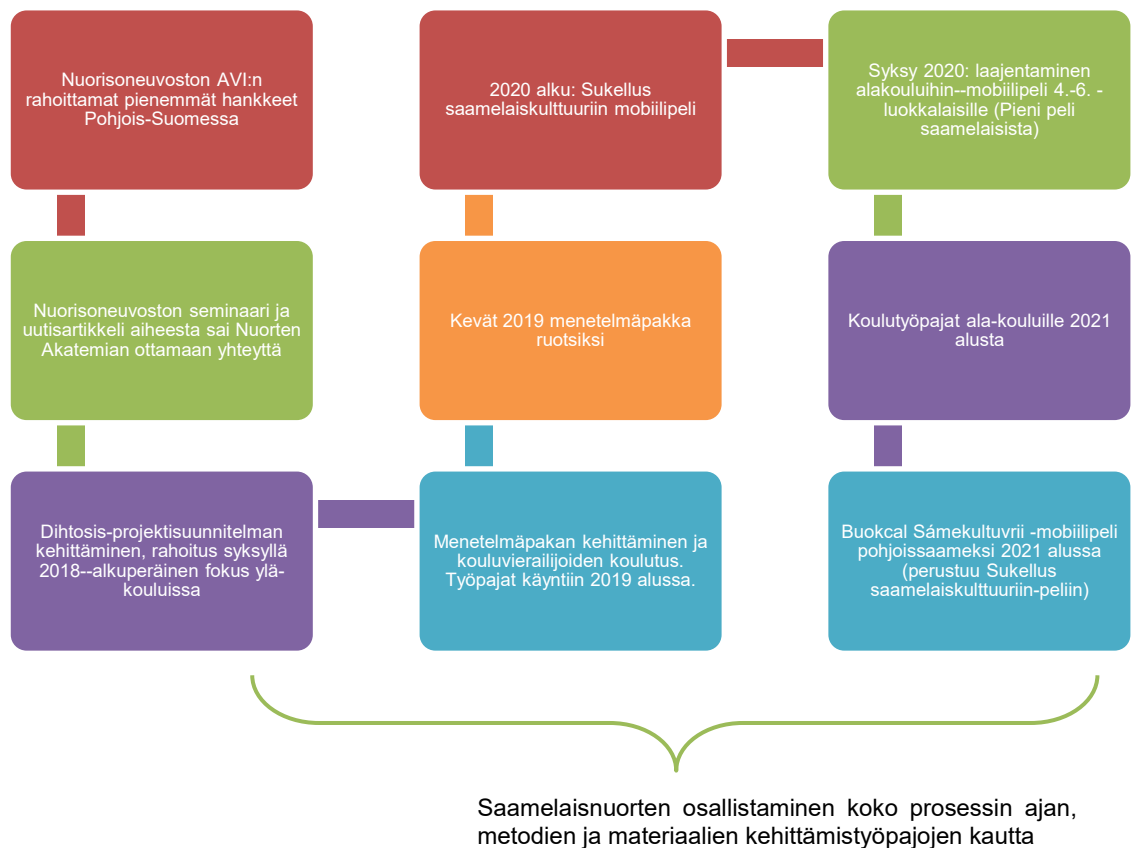 Nuorisoneuvoston AVI:n
rahoittamat pienemmät hankkeet
Pohjois-Suomessa
Nuorisoneuvoston seminaari ja
uutisartikkeli aiheesta sai Nuorten
Akatemian ottamaan yhteyttä
Dihtosis-projektisuunnitelman
kehittäminen, rahoitus syksyllä
2018--alkuperäinen fokus ylä-
kouluissa
Menetelmäpakan kehittäminen ja
kouluvierailijoiden koulutus.
Työpajat käyntiin 2019 alussa.
Kevät 2019 menetelmäpakka
ruotsiksi
2020 alku: Sukellus
saamelaiskulttuuriin mobiilipeli
Syksy 2020: laajentaminen
alakouluihin--mobiilipeli 4.-6. -
luokkalaisille (Pieni peli
saamelaisista)
Koulutyöpajat ala-kouluille 2021
alusta
Buokcal Sámekultuvrii -mobiilipeli
pohjoissaameksi 2021 alussa
(perustuu Sukellus
saamelaiskulttuuriin-peliin)
Saamelaisnuorten osallistaminen koko prosessin ajan,
metodien ja materiaalien kehittämistyöpajojen kautta